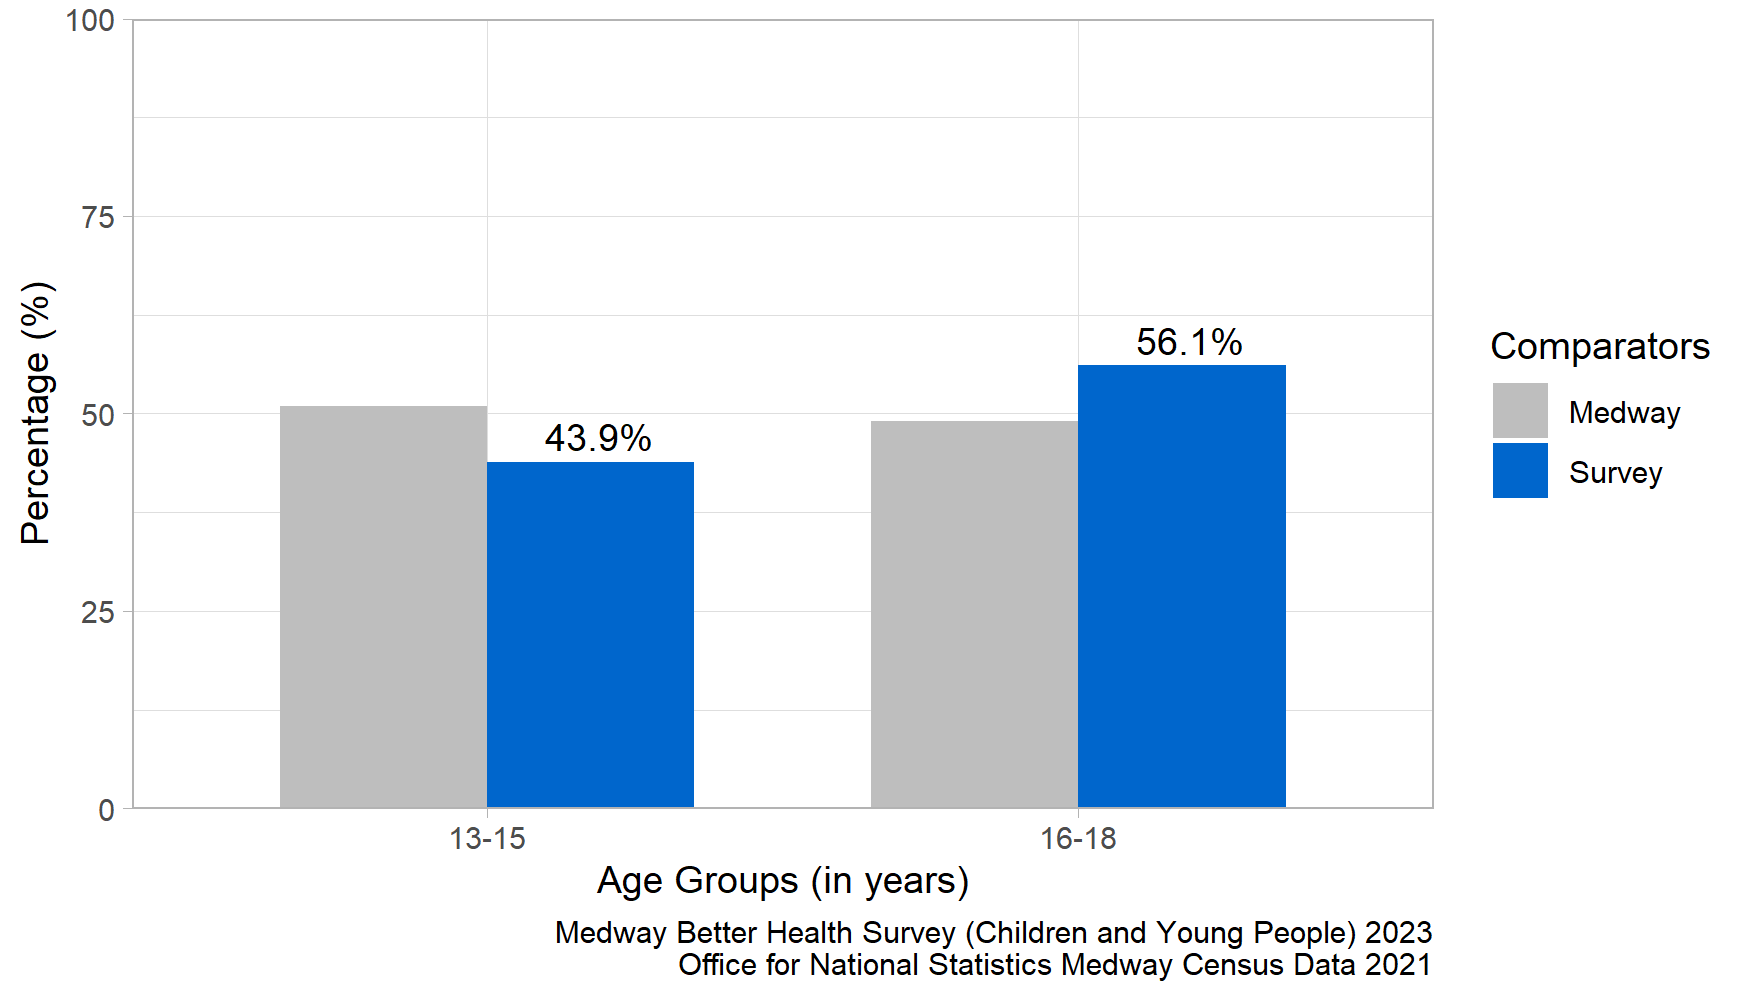 100
75
50
25
0
Percentage (%)
43.9%
56.1%
13-15
16-18
Age Groups (in years)
Comparators
Medway
Survey
Medway Better Health Survey (Children and Young People) 2023
Office for National Statistics Medway Census Data 2021